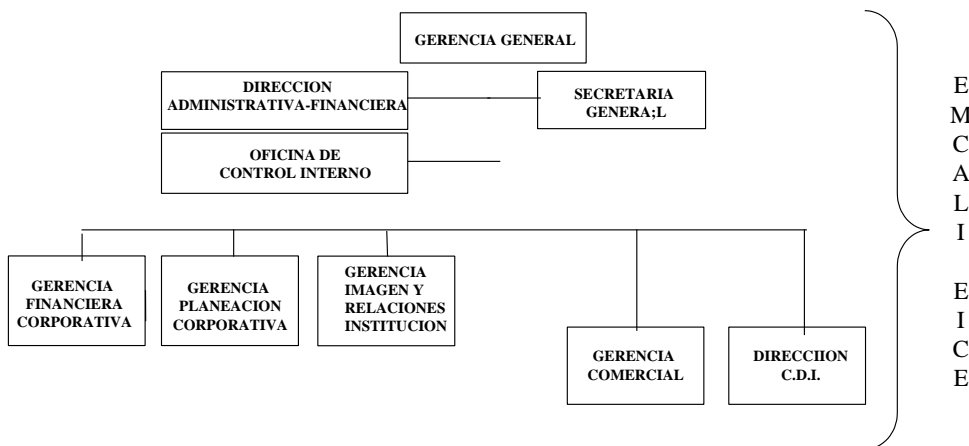 GERENCIA GENERAL
DIRECCION
ADMINISTRATIVA-FINANCIERA
SECRETARIA
GENERA;L
OFICINA DE
CONTROL INTERNO
GERENCIA
FINANCIERA
CORPORATIVA
GERENCIA
PLANEACION
CORPORATIVA
GERENCIA
IMAGEN Y
RELACIONES
INSTITUCION
GERENCIA
COMERCIAL
DIRECCIION
C.D.I.
E
M
C
A
L
I
E
I
C
E